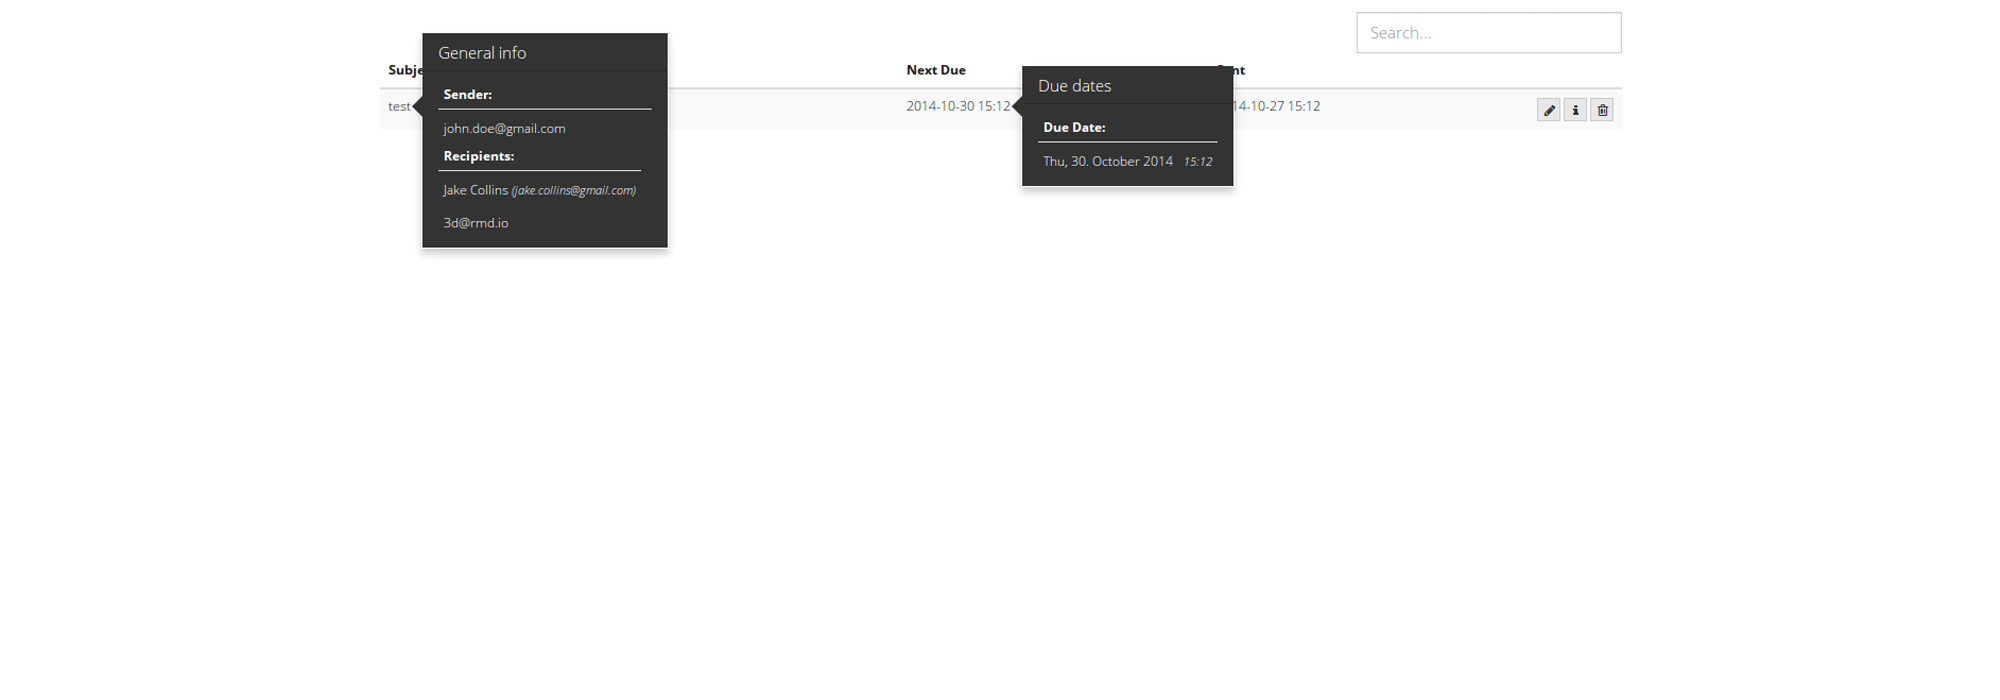 Search...
General info
Subje
Next Due
nt
Due dates
Sender:
test
2014-10-30 15:12
14-10-27 15:12
john.doe@gmail.com
Due Date:
Recipients:
Thu, 30. October 2014 15:12
Jake Collins (jake.collins@gmail.com)
3d@rmd.io